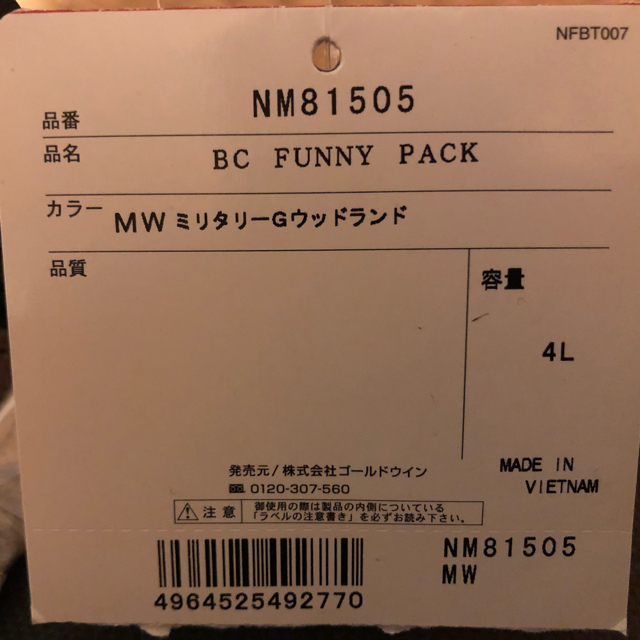 NFBT007
品番 NM81505
品名 BC FUNNY PACK
カラー MW ミリタリーGウッドランド
品質
容量
4L
発売元/株式会社ゴールドウイン
0120-307-560
MADE IN
VIETNAM
注意
御使用の際は製品の内側についている
「ラベルの注意書き」を必ずお読み下さい。
NM81505
MW
4964525492770